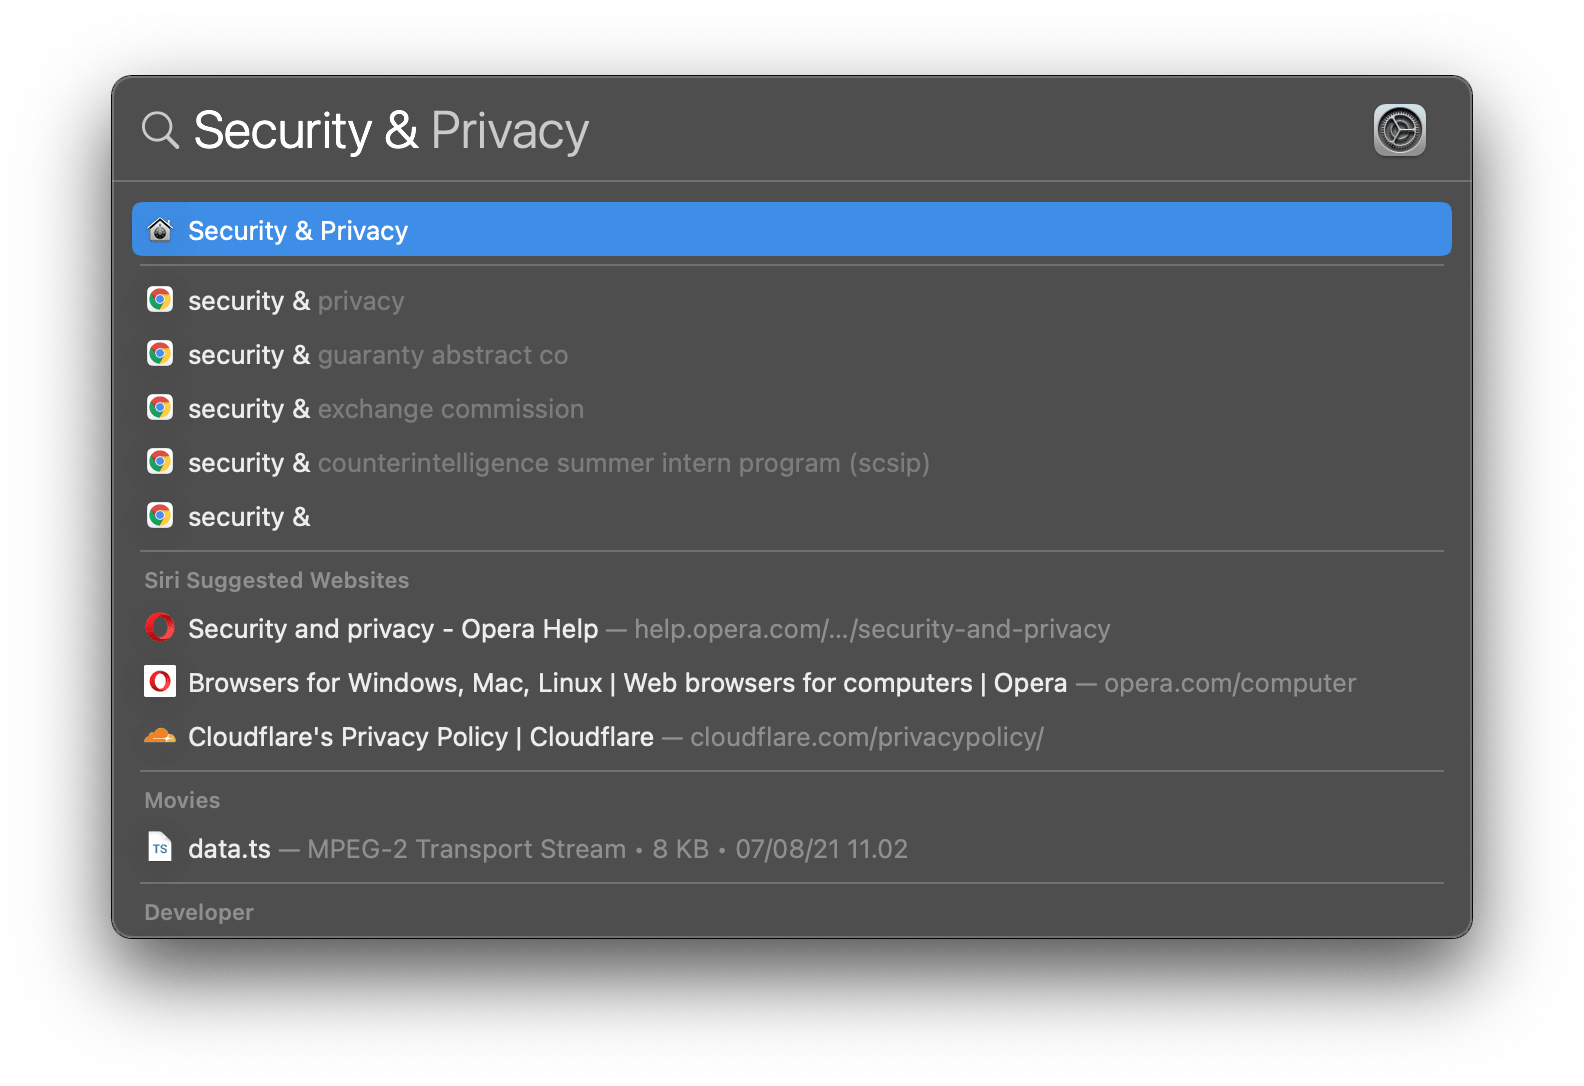 Security & Privacy
Security & Privacy
security & privacy
security & guaranty abstract co
security & exchange commission
security & counterintelligence summer intern program (scsip)
security &
Siri Suggested Websites
Security and privacy - Opera Help — help.opera.com/.../security-and-privacy
Browsers for Windows, Mac, Linux | Web browsers for computers | Opera — opera.com/computer
Cloudflare's Privacy Policy | Cloudflare — cloudflare.com/privacypolicy/
Movies
TS data.ts — MPEG-2 Transport Stream • 8 KB • 07/08/21 11.02
Developer